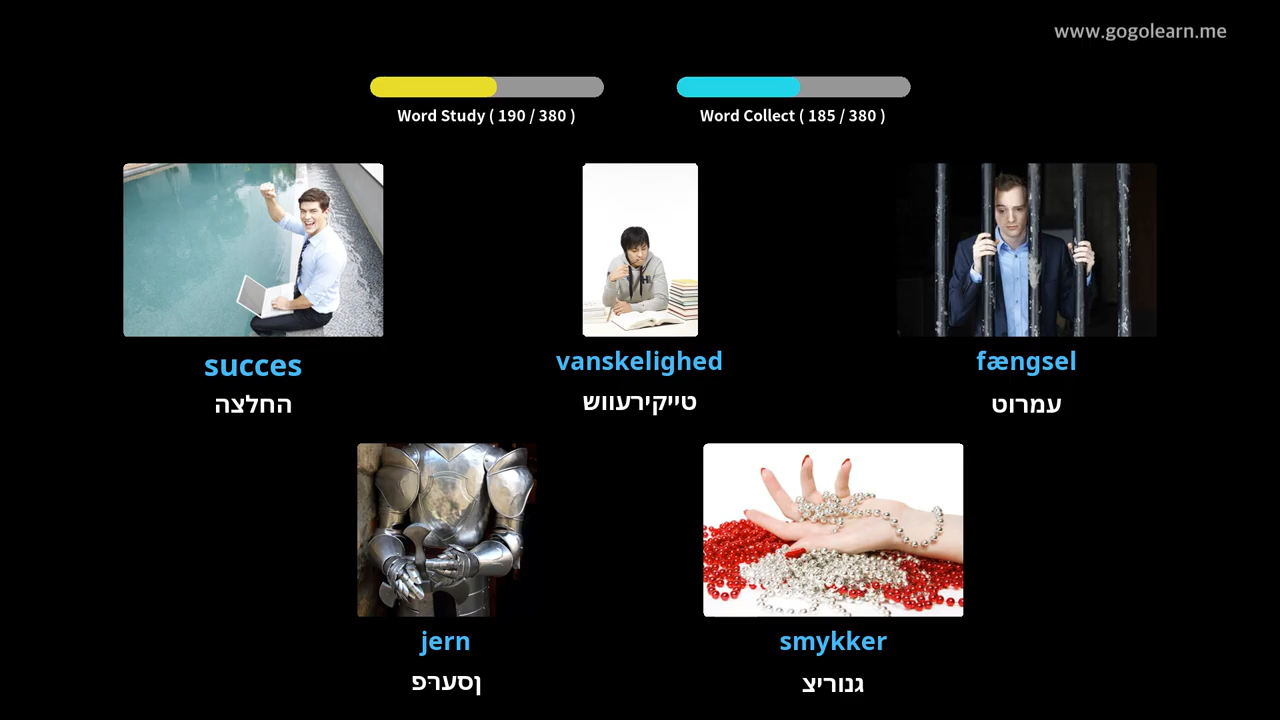 www.gogolearn.me
Word Study ( 190 / 380 )
Word Collect ( 185 / 380 )
succes
החלצה
vanskelighed
טייקירעווש
fængsel
עמרוט
jern
ןסערפּ
smykker
גנוריצ